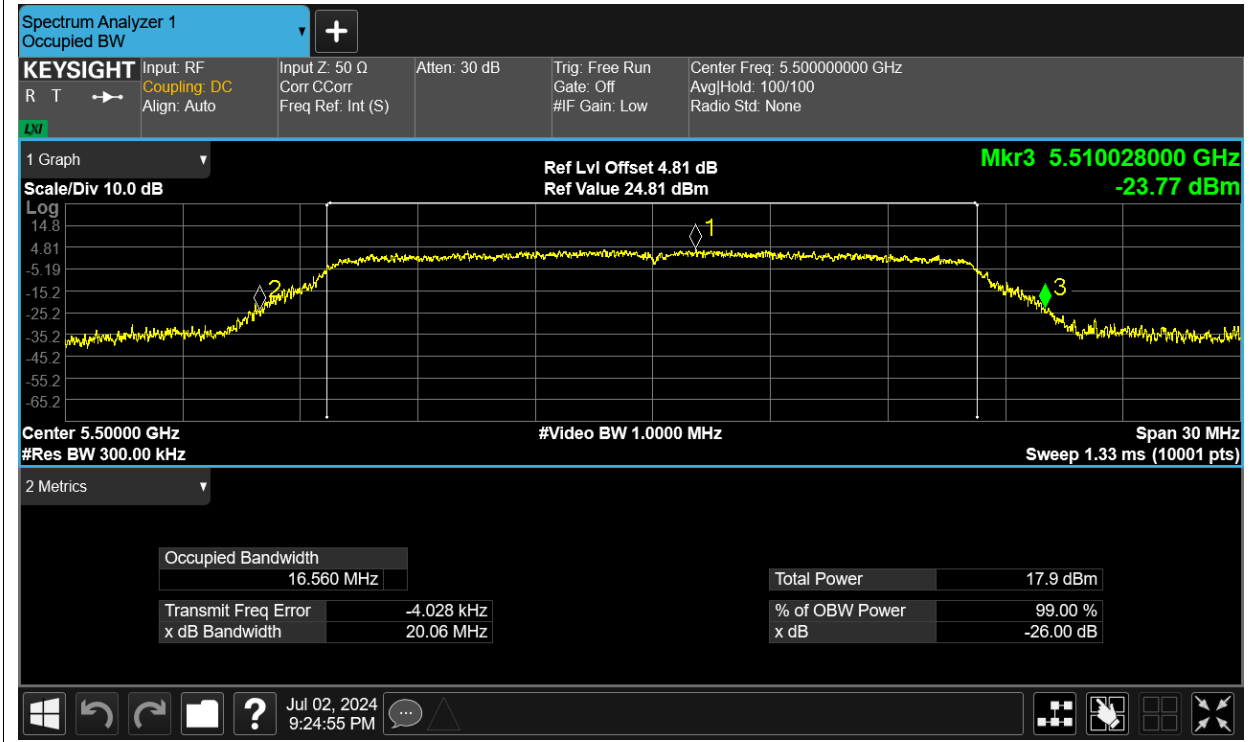 Spectrum Analyzer 1
Occupied BW
KEYSIGHT
R T
LXI
Input: RF
Coupling: DC
Align: Auto
Input Z: 50 Ω
Corr CCorr
Freq Ref: Int (S)
Atten: 30 dB
Trig: Free Run
Gate: Off
#IF Gain: Low
Center Freq: 5.500000000 GHz
Avg|Hold: 100/100
Radio Std: None
1 Graph
Scale/Div 10.0 dB
Ref Lvl Offset 4.81 dB
Ref Value 24.81 dBm
Mkr3 5.510028000 GHz
-23.77 dBm
Log
14.8
4.81
-5.19
-15.2
-25.2
-35.2
-45.2
-55.2
-65.2
1
2
3
Center 5.50000 GHz
#Video BW 1.0000 MHz
Span 30 MHz
#Res BW 300.00 kHz
Sweep 1.33 ms (10001 pts)
2 Metrics
Occupied Bandwidth
16.560 MHz
Transmit Freq Error -4.028 kHz
x dB Bandwidth 20.06 MHz
Total Power 17.9 dBm
% of OBW Power 99.00 %
x dB -26.00 dB
?
Jul 02, 2024
9:24:55 PM